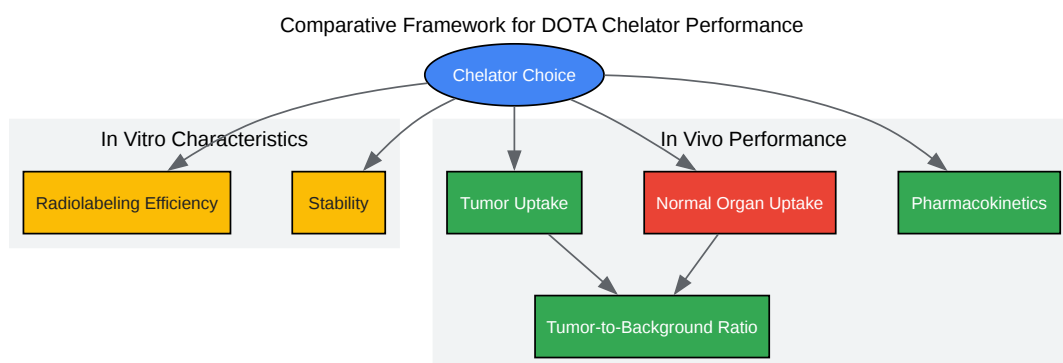 Comparative Framework for DOTA Chelator Performance
Chelator Choice
In Vitro Characteristics
In Vivo Performance
Radiolabeling Efficiency
Stability
Tumor Uptake
Normal Organ Uptake
Pharmacokinetics
Tumor-to-Background Ratio